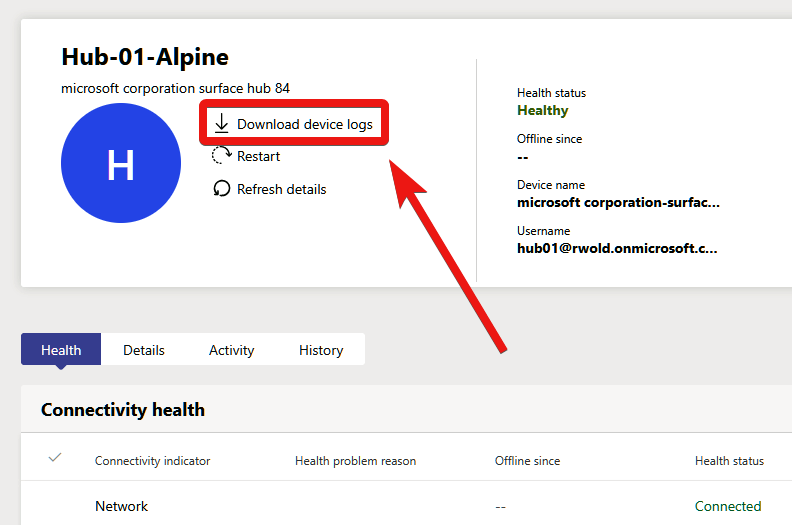 Hub-01-Alpine
microsoft corporation surface hub 84
H
Download device logs
Restart
Refresh details
Health status
Healthy
Offline since
--
Device name
microsoft corporation-surfac...
Username
hub01@rwold.onmicrosoft.c...
Health Details Activity History
Connectivity health
Connectivity indicator Health problem reason Offline since Health status
Network -- Connected